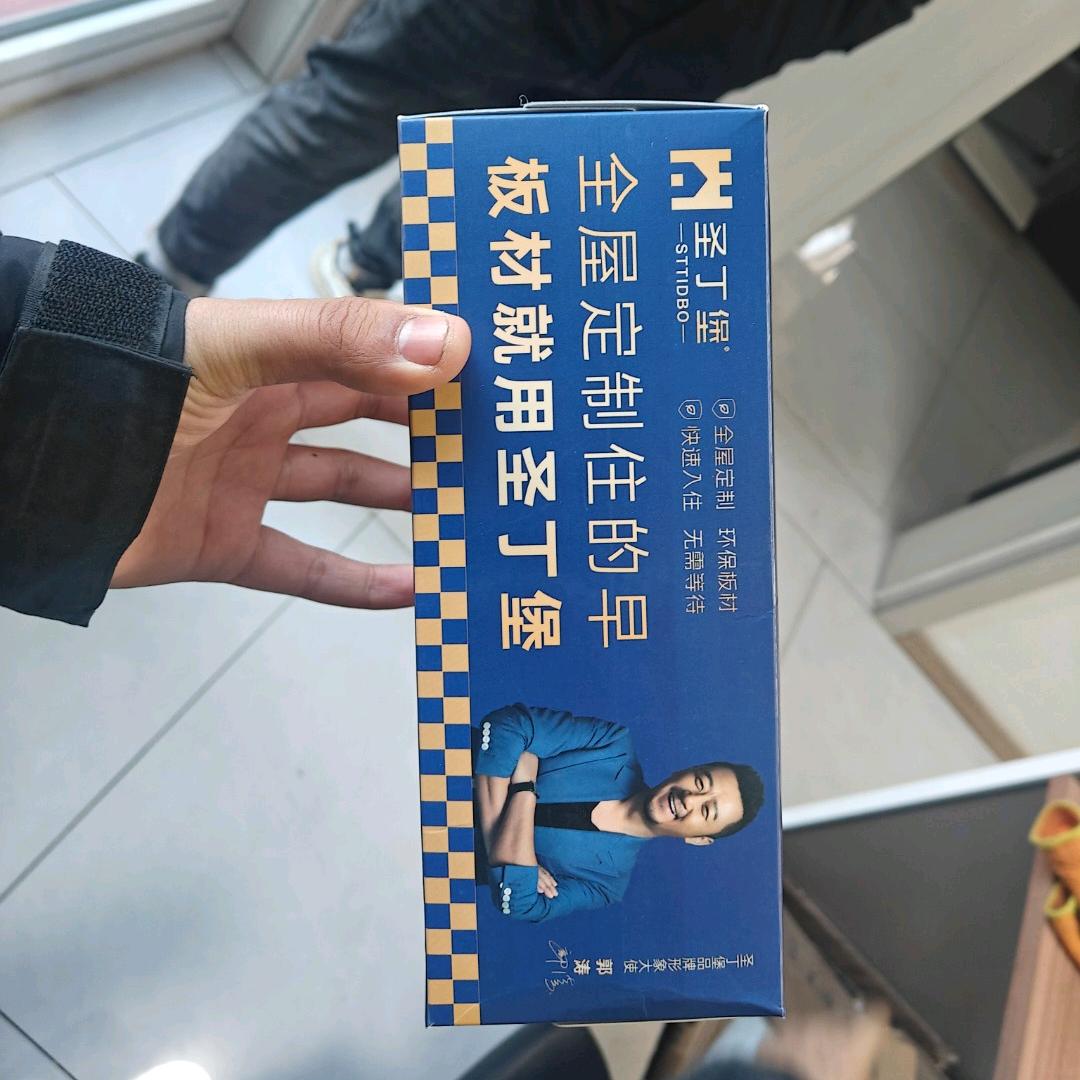 圣丁堡®
—STTIDBO—
全屋定制 环保板材
快速入住 无需等待
全屋定制住的早
板材就用圣丁堡
圣丁堡品牌形象大使
郭涛